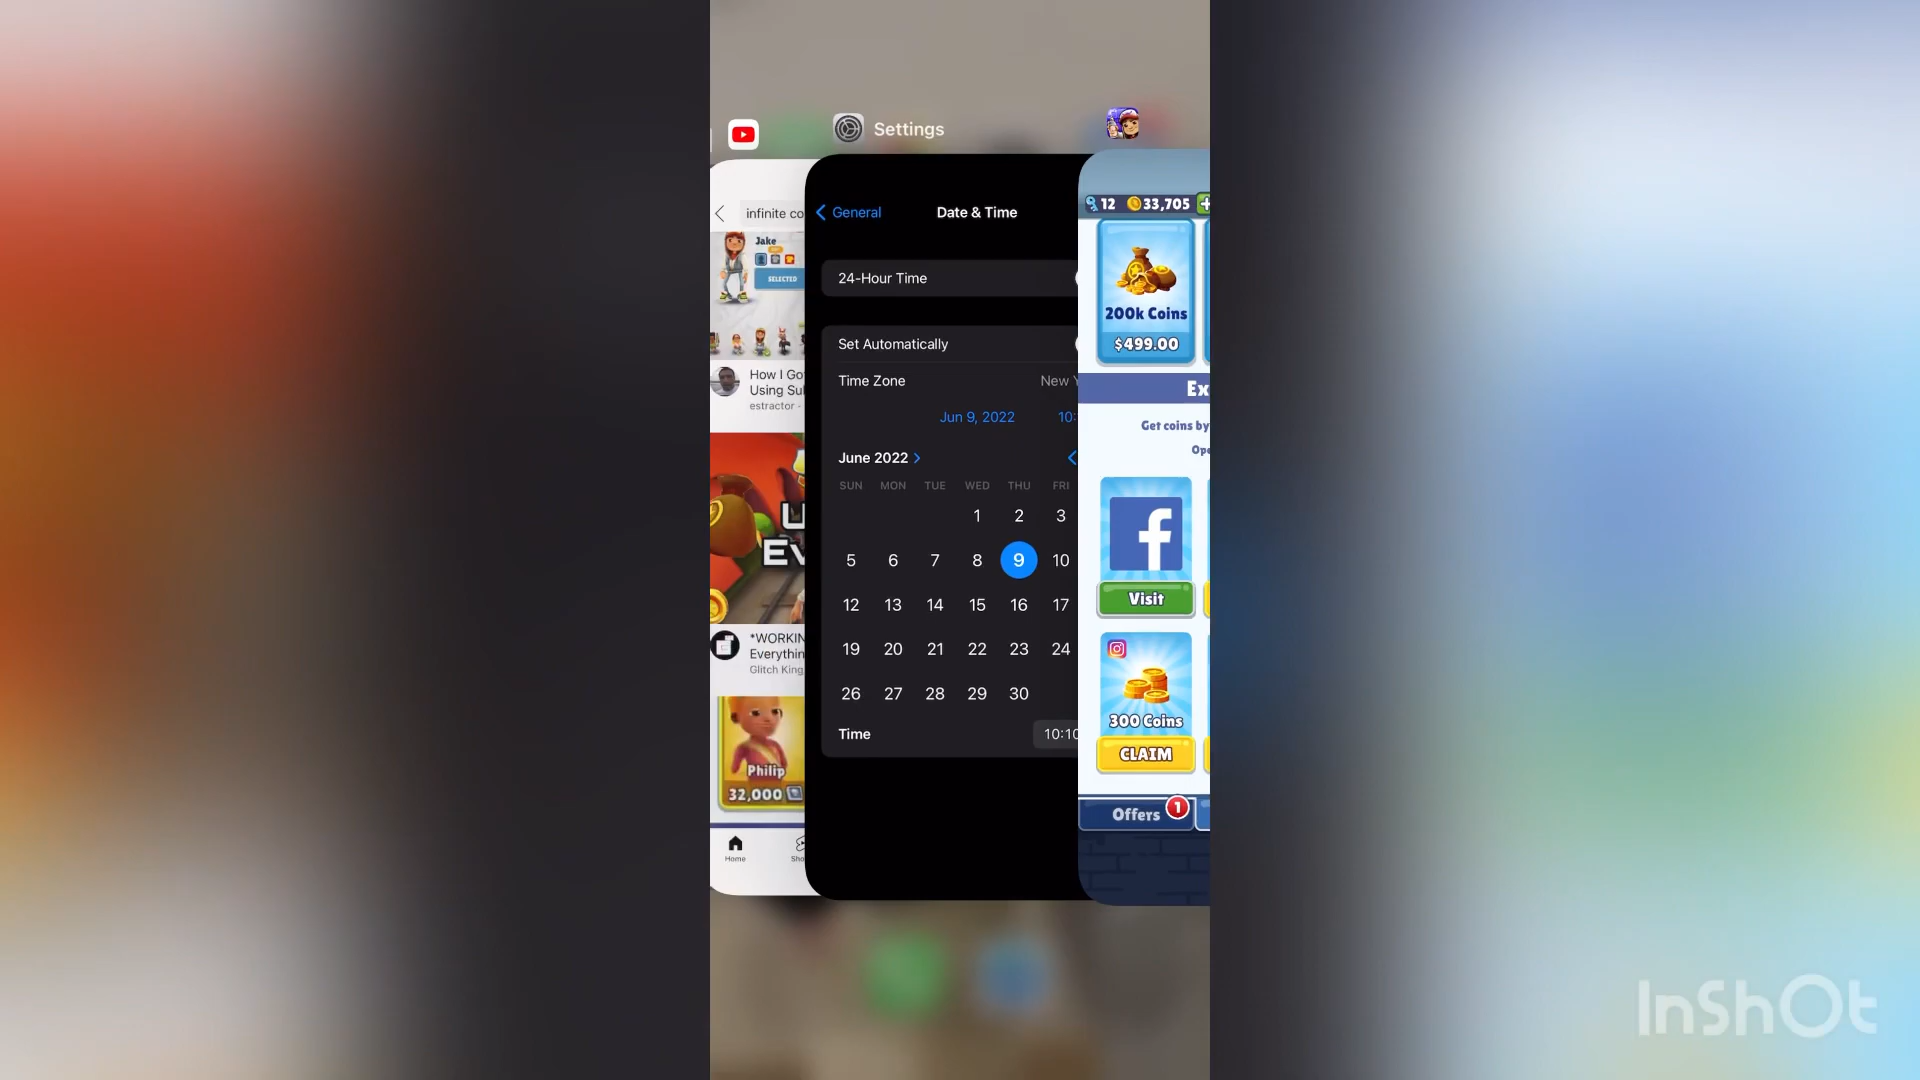 Settings
infinite co
Jake
SELECTED
How I Go
Using Su
estractor -
U
EV
*WORKIN
Everythin
Glitch King
Philip
32,000
Home
Sho
General
Date & Time
24-Hour Time
Set Automatically
Time Zone
New Y
Jun 9, 2022
10:
June 2022
SUN MON TUE WED THU FRI
1 2 3
5 6 7 8 9 10
12 13 14 15 16 17
19 20 21 22 23 24
26 27 28 29 30
Time
10:10
12
33,705
200k Coins
$499.00
Ex
Get coins by
Ope
Visit
300 Coins
CLAIM
Offers
1
InShOt